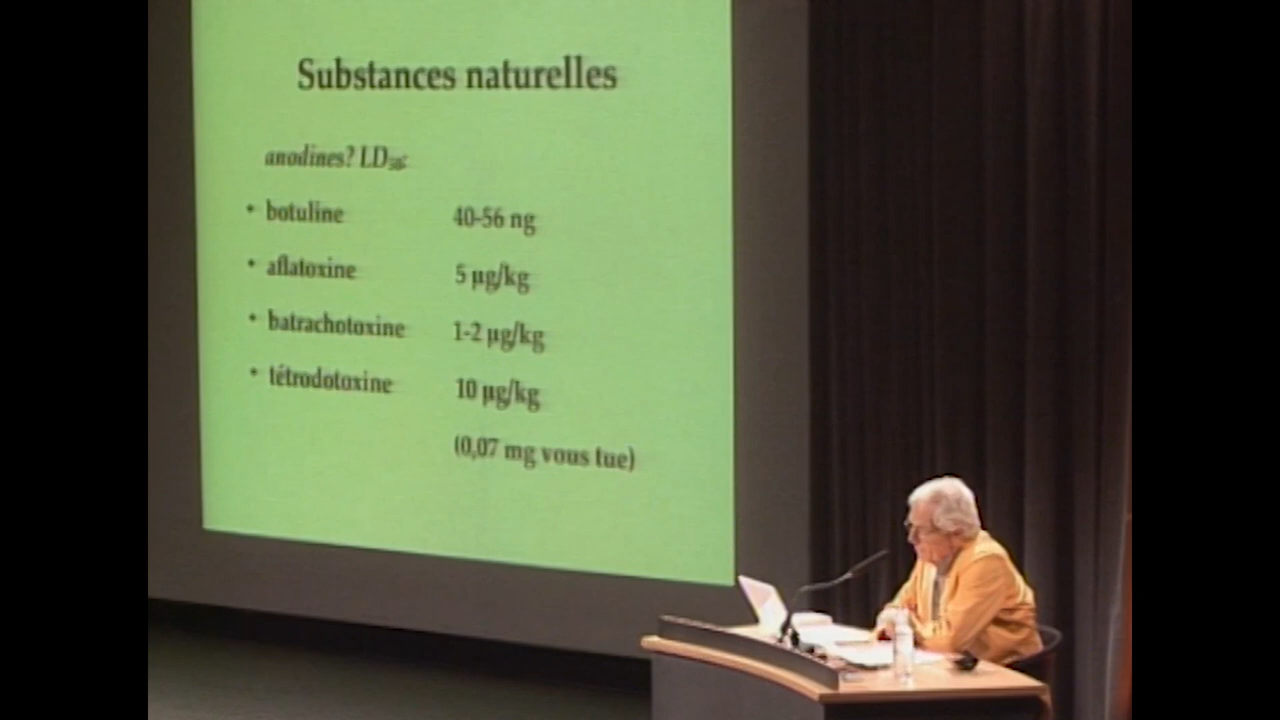 Substances naturelles
anodines? LD50:
• botuline 40-56 ng
• aflatoxine 5 µg/kg
• batrachotoxine 1-2 µg/kg
• tétrodotoxine 10 µg/kg
(0,07 mg vous tue)